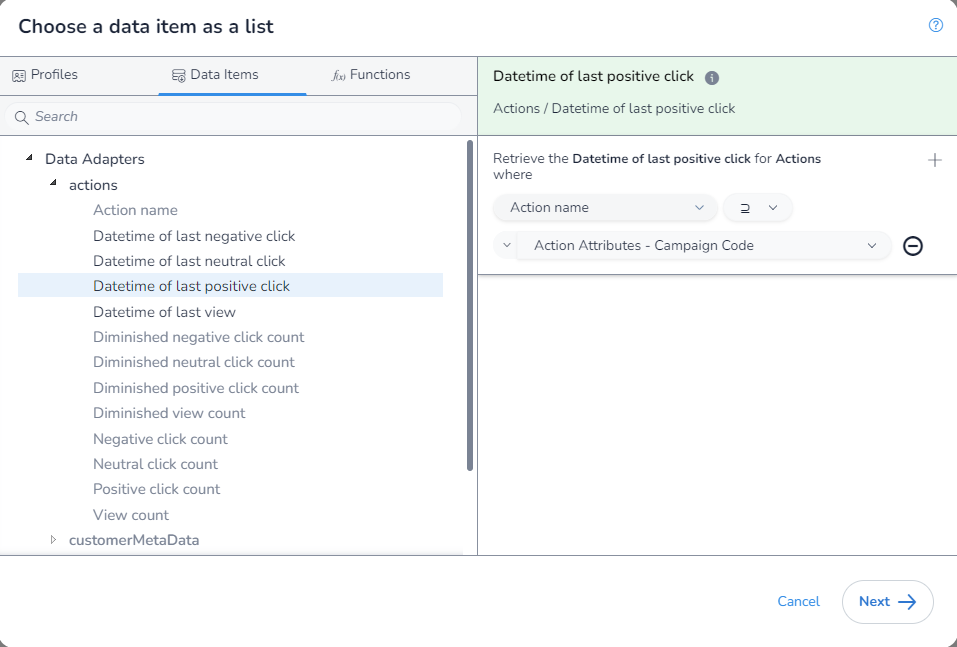 Choose a data item as a list
?
Profiles
Data Items
f(x) Functions
Search
Data Adapters
actions
Action name
Datetime of last negative click
Datetime of last neutral click
Datetime of last positive click
Datetime of last view
Diminished negative click count
Diminished neutral click count
Diminished positive click count
Diminished view count
Negative click count
Neutral click count
Positive click count
View count
customerMetaData
Datetime of last positive click i
Actions / Datetime of last positive click
Retrieve the Datetime of last positive click for Actions
where
Action name
⊇
Action Attributes - Campaign Code
Cancel
Next